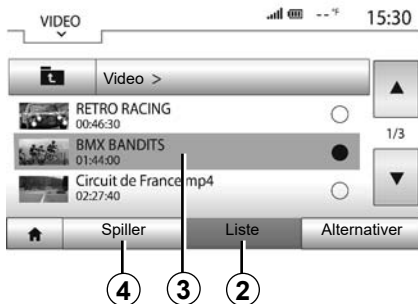 VIDEO --°F 15:30
Video >
RETRO RACING
00:46:30
1/3
BMX BANDITS
01:44:00
Circuit de France mp4
02:27:40
Spiller Liste Alternativer
4 3 2